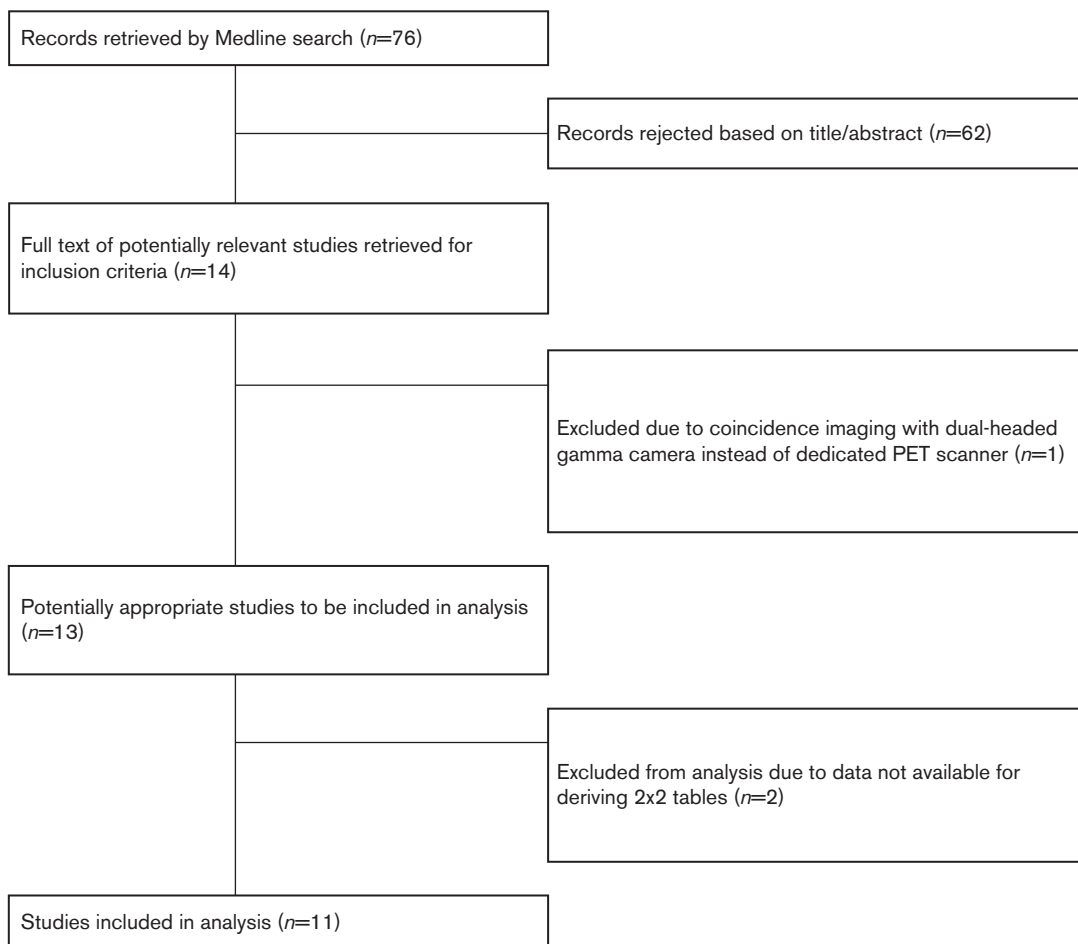 Records retrieved by Medline search (n=76)
Records rejected based on title/abstract (n=62)
Full text of potentially relevant studies retrieved for
inclusion criteria (n=14)
Excluded due to coincidence imaging with dual-headed
gamma camera instead of dedicated PET scanner (n=1)
Potentially appropriate studies to be included in analysis
(n=13)
Excluded from analysis due to data not available for
deriving 2x2 tables (n=2)
Studies included in analysis (n=11)